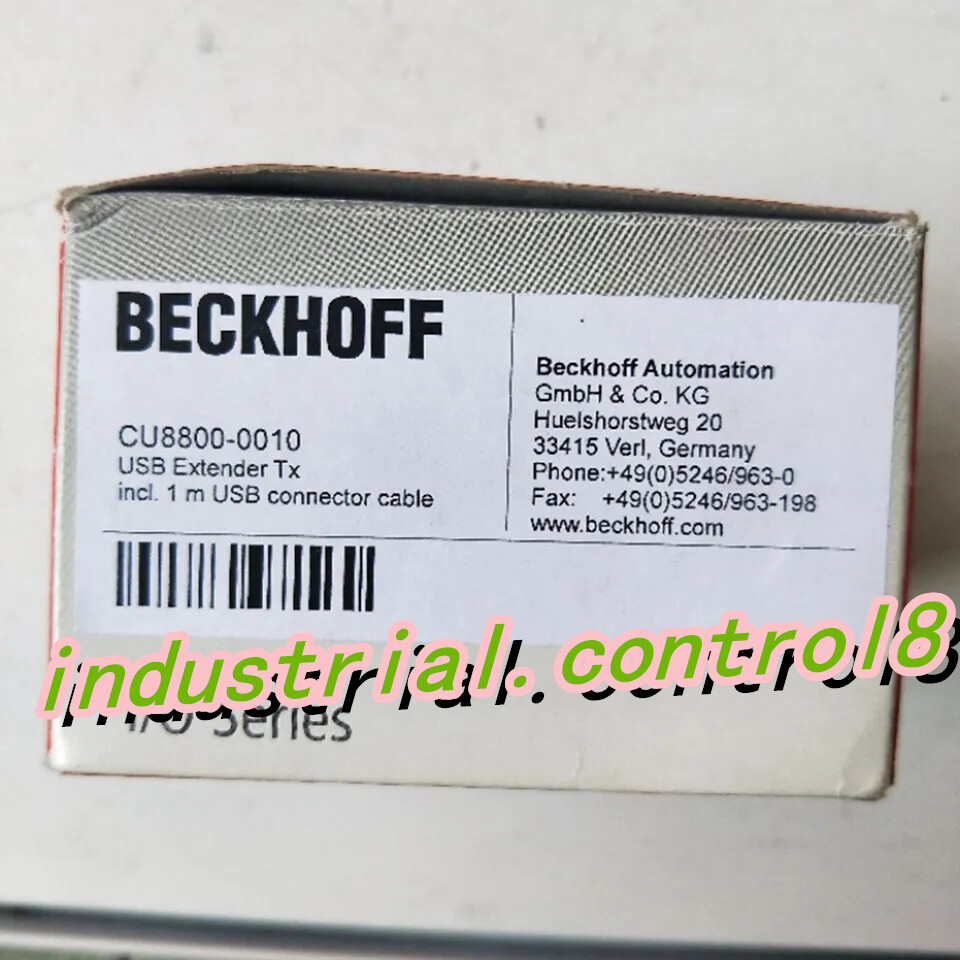 BECKHOFF
CU8800-0010
USB Extender Tx
incl. 1 m USB connector cable
Beckhoff Automation
GmbH & Co. KG
Huelshorstweg 20
33415 Verl, Germany
Phone:+49(0)5246/963-0
Fax: +49(0)5246/963-198
www.beckhoff.com
industrial.control8
I/O Series